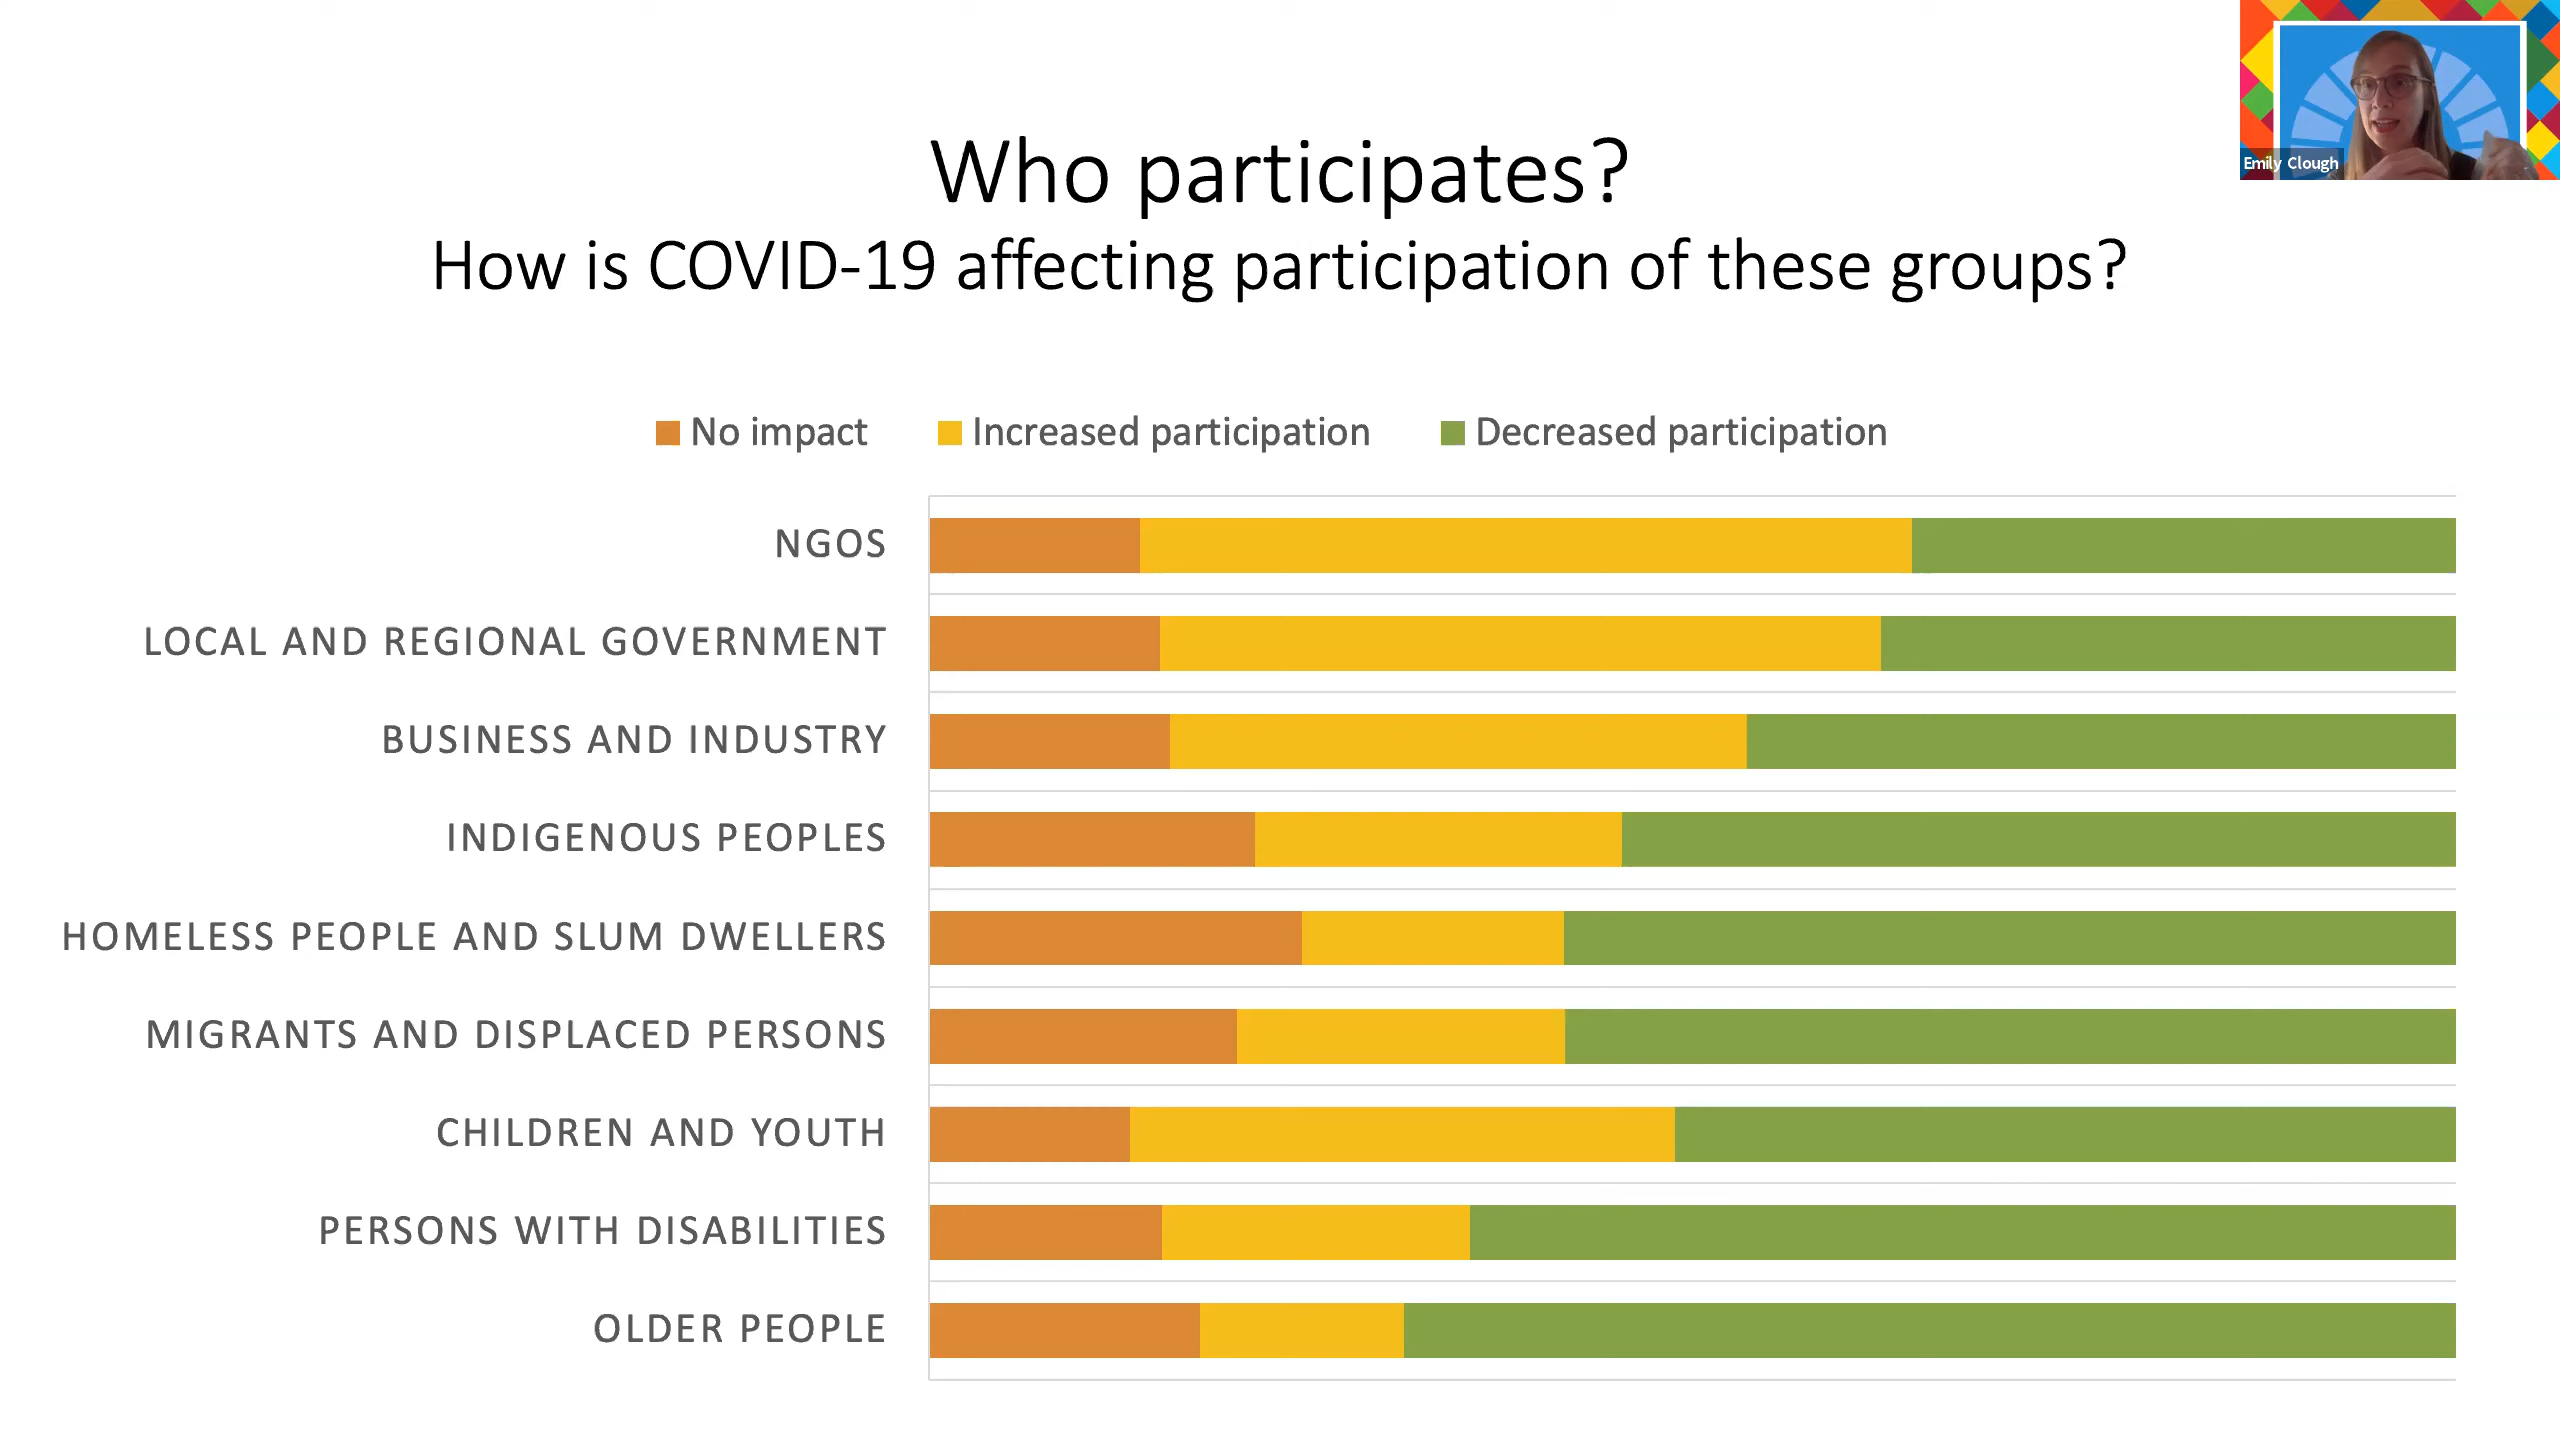 Who participates?
How is COVID-19 affecting participation of these groups?
Emily Clough
No impact Increased participation Decreased participation
NGOS
LOCAL AND REGIONAL GOVERNMENT
BUSINESS AND INDUSTRY
INDIGENOUS PEOPLES
HOMELESS PEOPLE AND SLUM DWELLERS
MIGRANTS AND DISPLACED PERSONS
CHILDREN AND YOUTH
PERSONS WITH DISABILITIES
OLDER PEOPLE